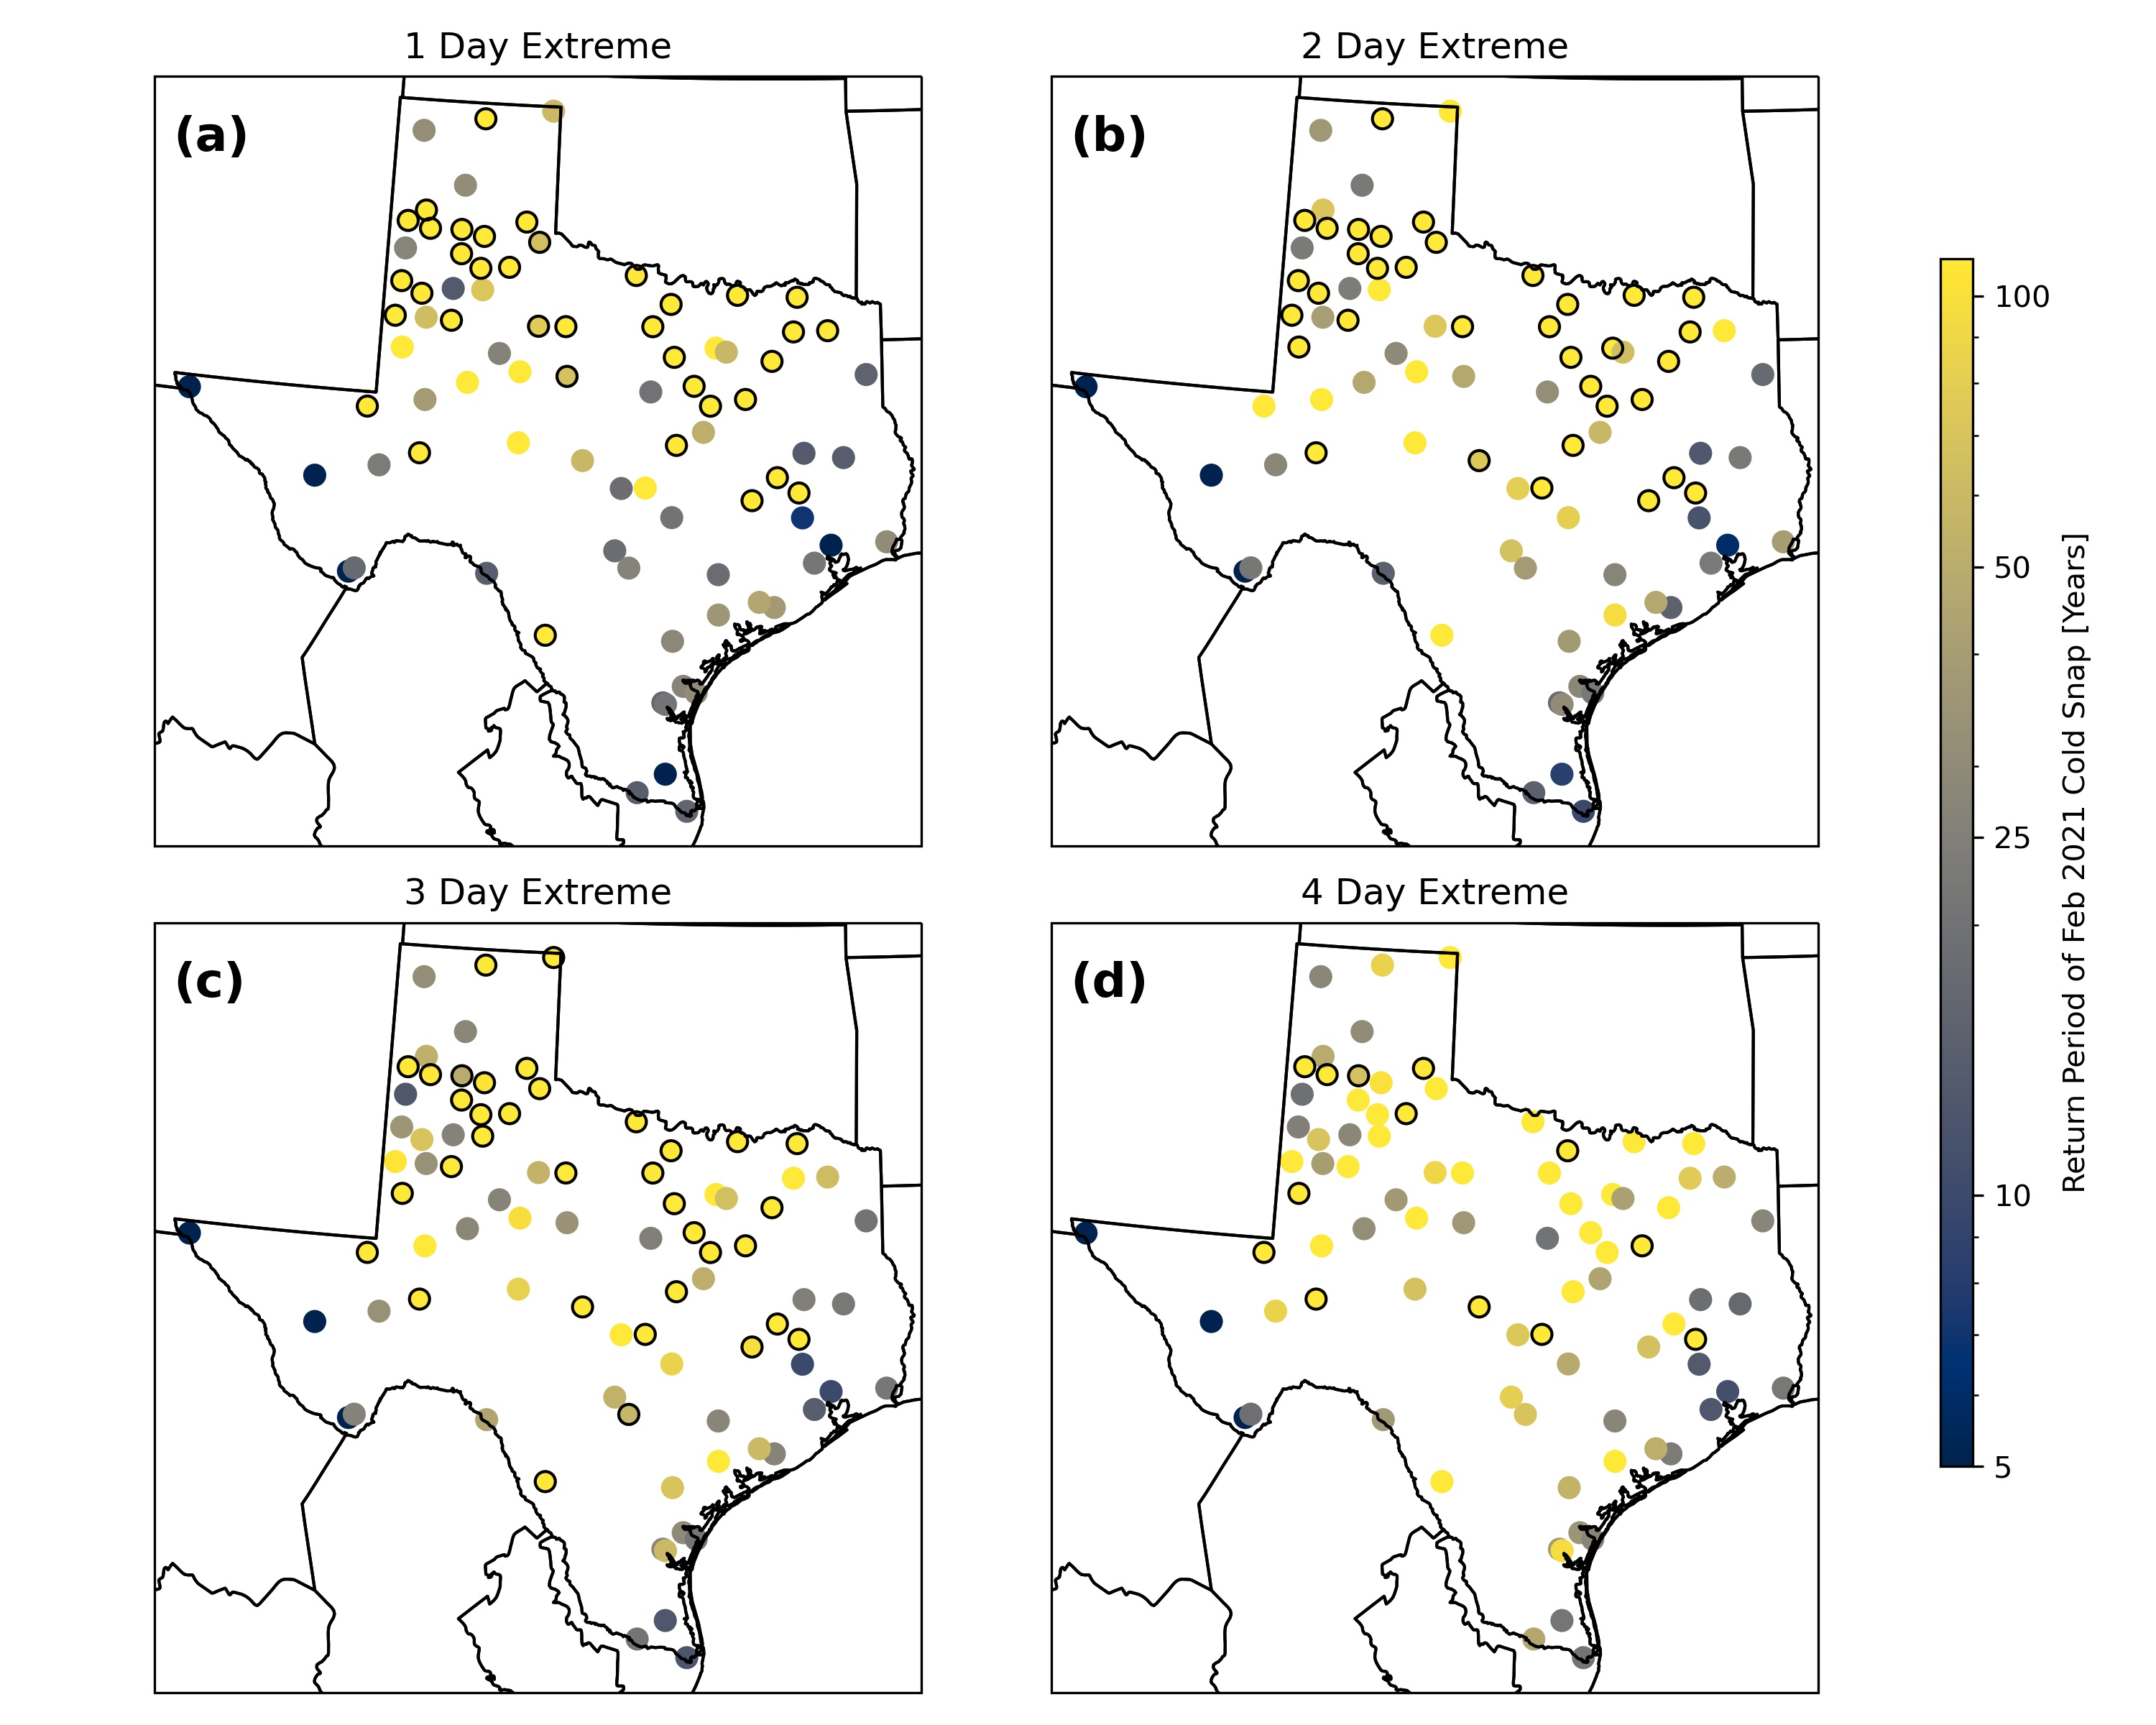 1 Day Extreme
2 Day Extreme
(a)
(b)
3 Day Extreme
4 Day Extreme
(c)
(d)
100
50
25
10
5
Return Period of Feb 2021 Cold Snap [Years]